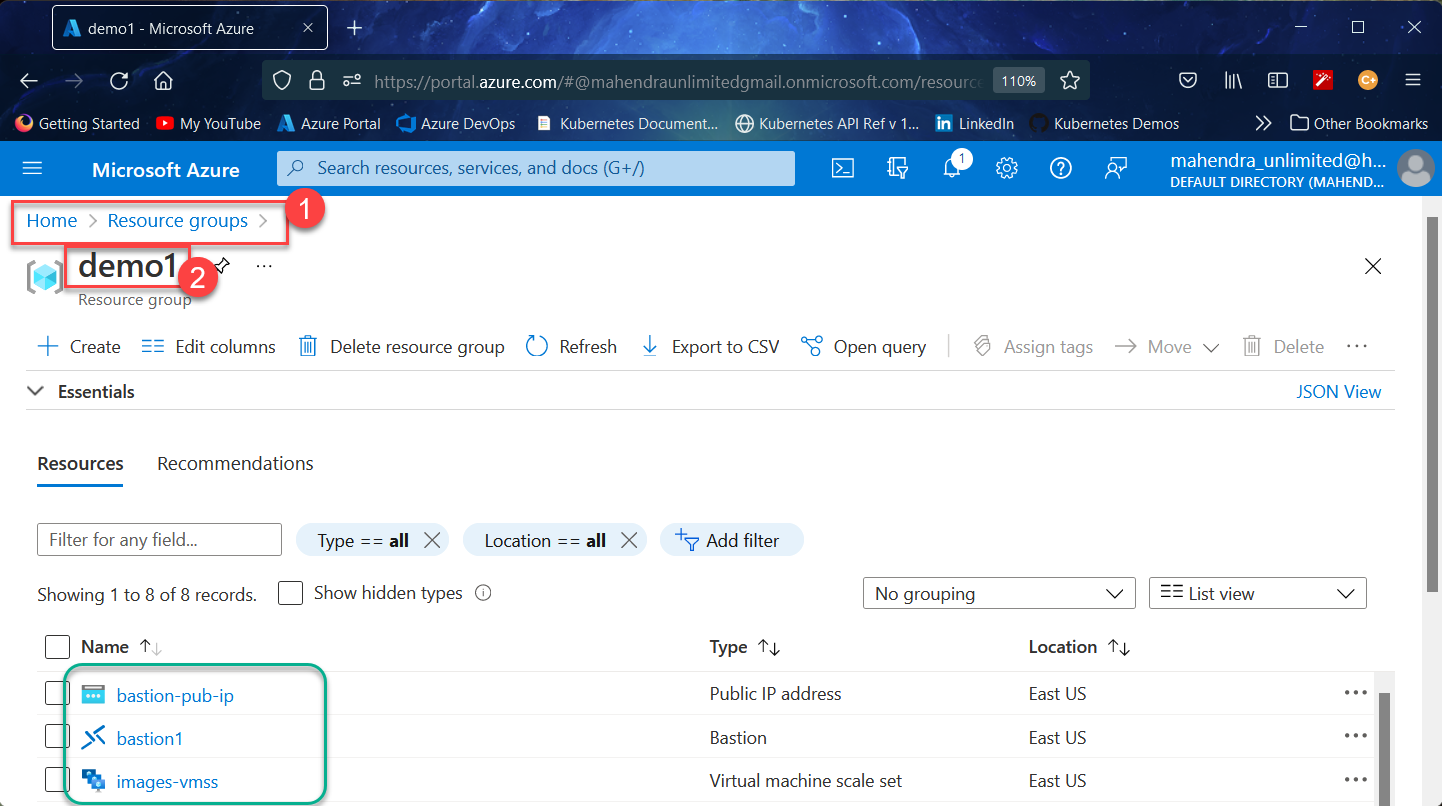 demo1 - Microsoft Azure
https://portal.azure.com/#@mahendraunlimitedgmail.onmicrosoft.com/resourc 110%
Getting Started My YouTube Azure Portal Azure DevOps Kubernetes Document... Kubernetes API Ref v 1... LinkedIn Kubernetes Demos Other Bookmarks
Microsoft Azure Search resources, services, and docs (G+/) 1 mahendra_unlimited@h...
DEFAULT DIRECTORY (MAHEND...
Home > Resource groups > 1
demo1 2 ...
Resource group
Create Edit columns Delete resource group Refresh Export to CSV Open query Assign tags Move Delete ...
Essentials JSON View
Resources Recommendations
Filter for any field... Type == all Location == all Add filter
Showing 1 to 8 of 8 records. Show hidden types No grouping List view
Name Type Location
bastion-pub-ip Public IP address East US ...
bastion1 Bastion East US ...
images-vmss Virtual machine scale set East US ...